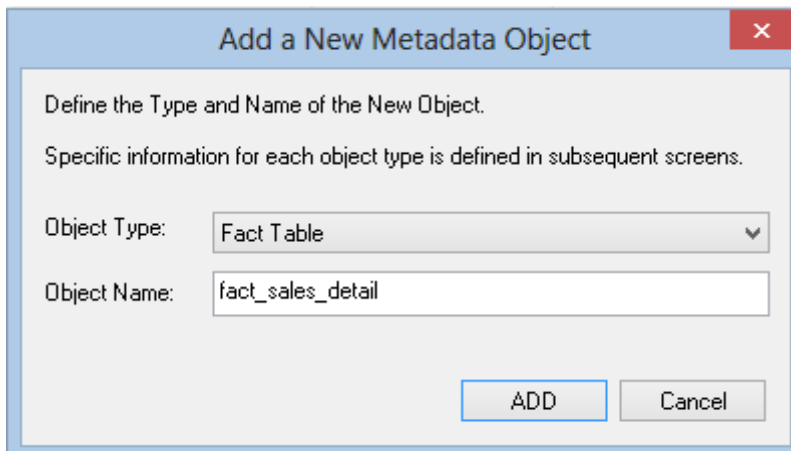 Add a New Metadata Object
Define the Type and Name of the New Object.
Specific information for each object type is defined in subsequent screens.
Object Type: Fact Table
Object Name: fact_sales_detail
ADD Cancel